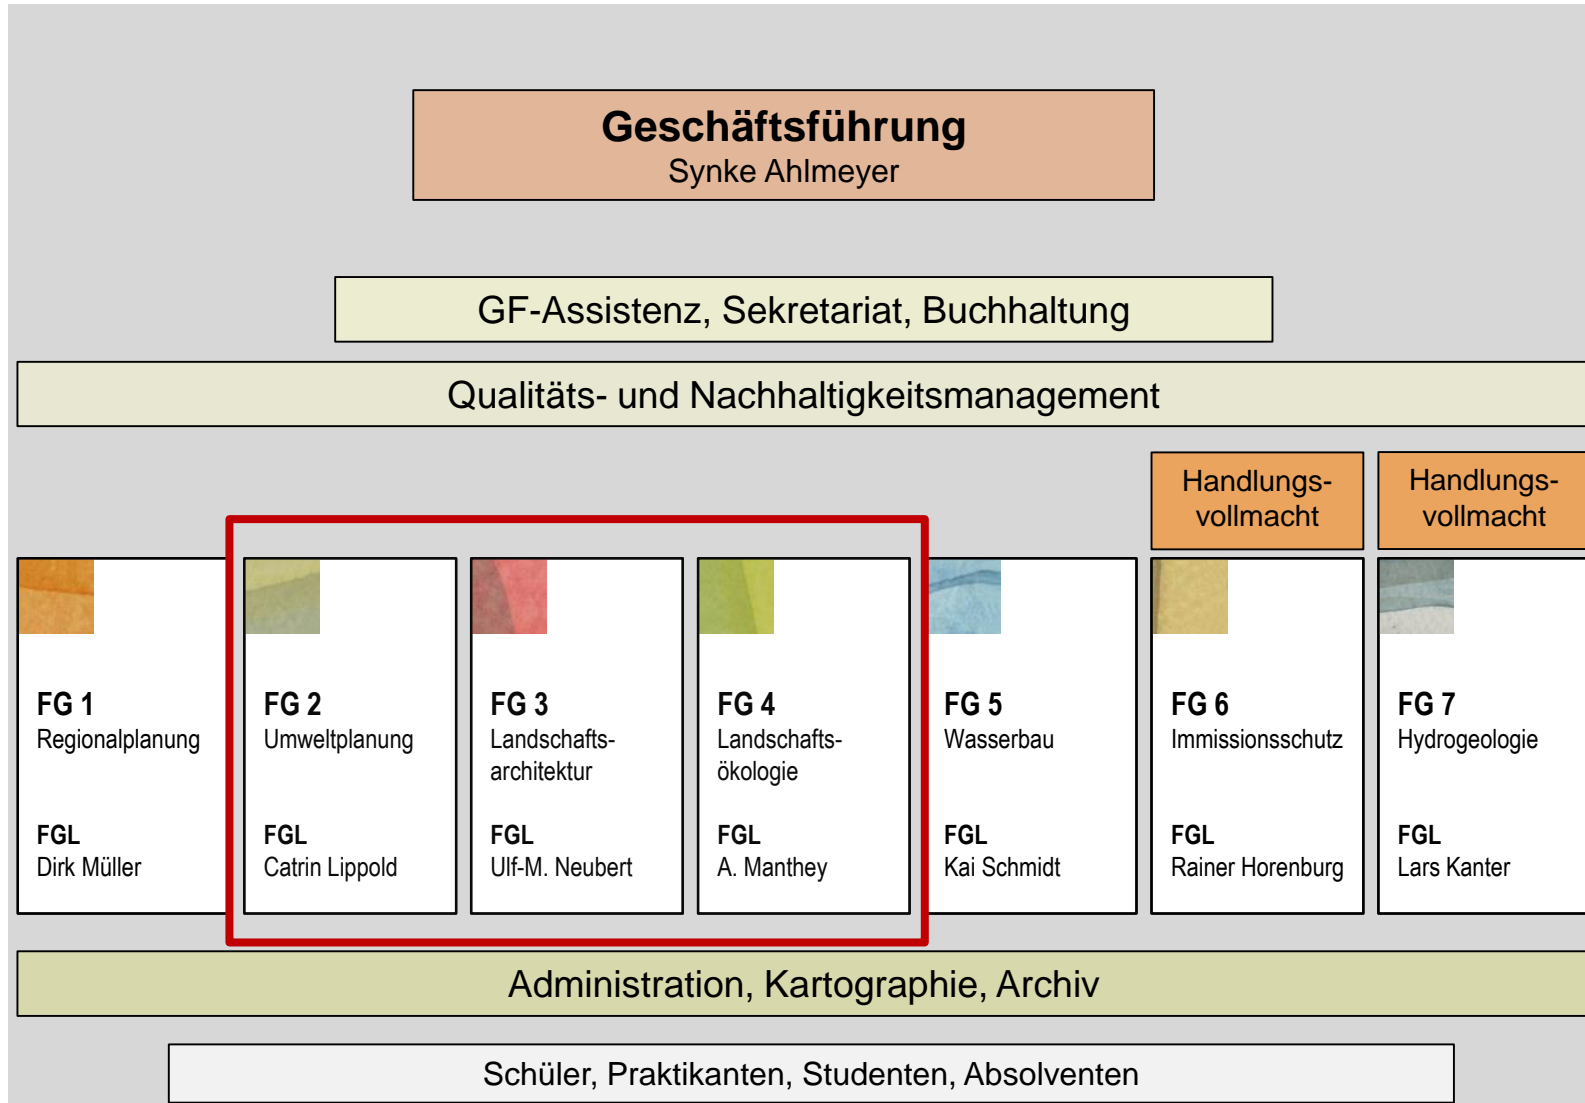 Geschäftsführung
Synke Ahlmeyer
GF-Assistenz, Sekretariat, Buchhaltung
Qualitäts- und Nachhaltigkeitsmanagement
Handlungs-
vollmacht
Handlungs-
vollmacht
FG 1
Regionalplanung
FGL
Dirk Müller
FG 2
Umweltplanung
FGL
Catrin Lippold
FG 3
Landschafts-
architektur
FGL
Ulf-M. Neubert
FG 4
Landschafts-
ökologie
FGL
A. Manthey
FG 5
Wasserbau
FGL
Kai Schmidt
FG 6
Immissionsschutz
FGL
Rainer Horenburg
FG 7
Hydrogeologie
FGL
Lars Kanter
Administration, Kartographie, Archiv
Schüler, Praktikanten, Studenten, Absolventen